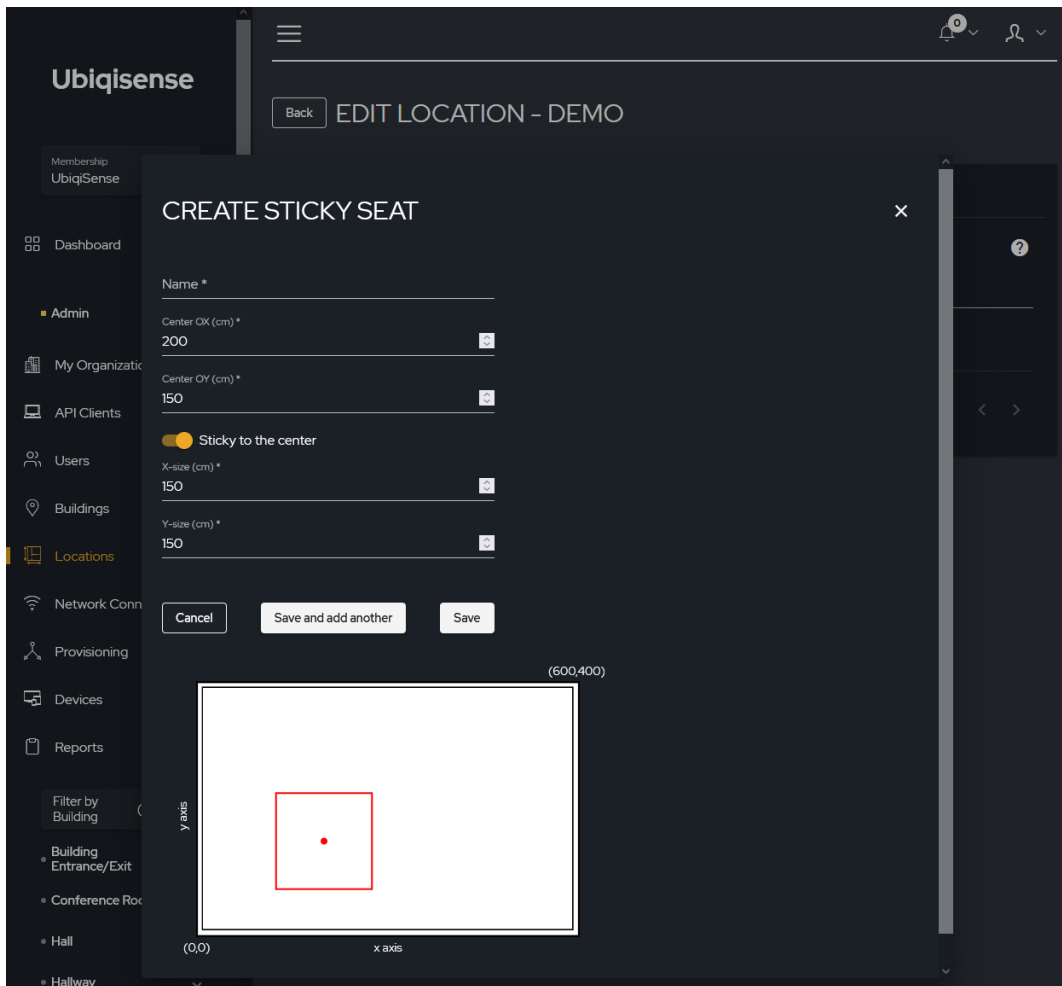 0
Ubiqisense
Back
EDIT LOCATION - DEMO
Membership
UbiqiSense
CREATE STICKY SEAT
Dashboard
?
Name *
Admin
Center OX (cm) *
200
My Organizatio
Center OY (cm) *
150
API Clients
Sticky to the center
Users
X-size (cm) *
150
Buildings
Y-size (cm) *
150
Locations
Network Conn
Cancel
Save and add another
Save
Provisioning
(600,400)
Devices
Reports
Filter by
Building
y axis
Building
Entrance/Exit
Conference Roo
Hall
(0,0)
x axis
Hallway